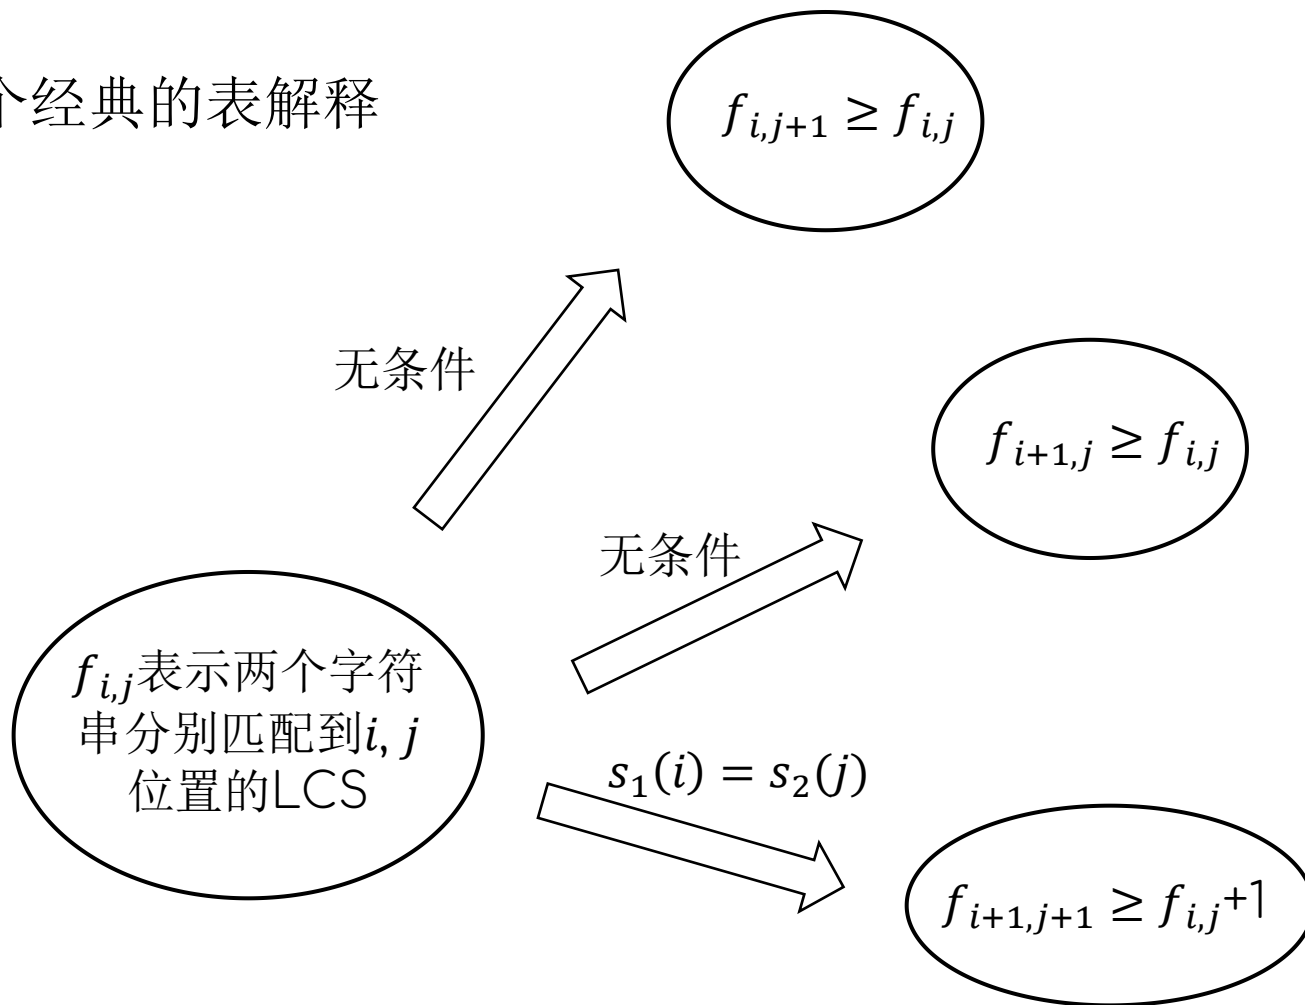 个经典的表解释
f_{i,j+1} ≥ f_{i,j}
无条件
f_{i+1,j} ≥ f_{i,j}
无条件
f_{i,j}表示两个字符
串分别匹配到i, j
位置的LCS
s_1(i) = s_2(j)
f_{i+1,j+1} ≥ f_{i,j}+1